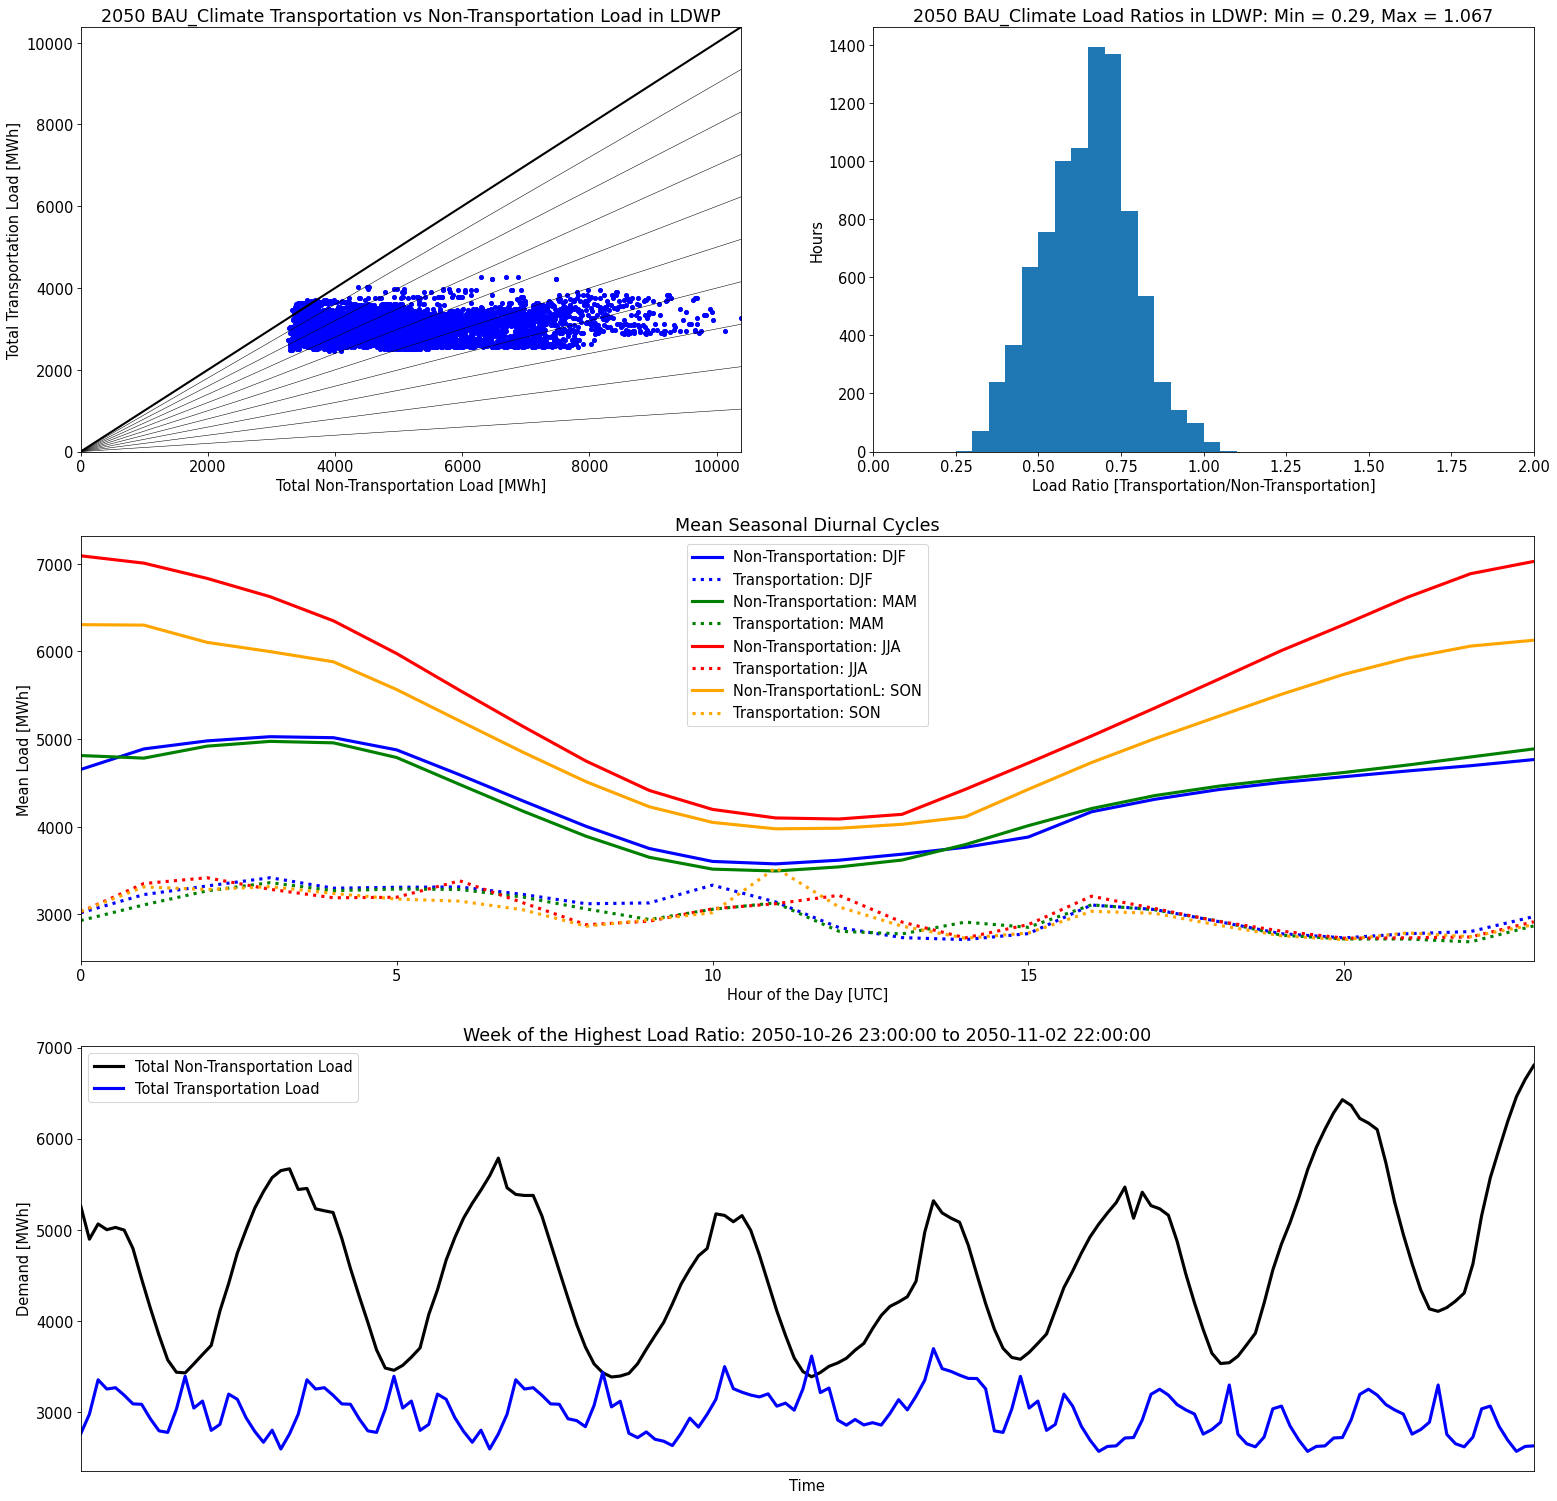 2050 BAU_Climate Transportation vs Non-Transportation Load in LDWP
10000
8000
6000
4000
2000
0
Total Transportation Load [MWh]
0 2000 4000 6000 8000 10000
Total Non-Transportation Load [MWh]
2050 BAU_Climate Load Ratios in LDWP: Min = 0.29, Max = 1.067
1400
1200
1000
800
600
400
200
0
Hours
0.00 0.25 0.50 0.75 1.00 1.25 1.50 1.75 2.00
Load Ratio [Transportation/Non-Transportation]
Mean Seasonal Diurnal Cycles
7000
6000
5000
4000
3000
Mean Load [MWh]
Non-Transportation: DJF
Transportation: DJF
Non-Transportation: MAM
Transportation: MAM
Non-Transportation: JJA
Transportation: JJA
Non-TransportationL: SON
Transportation: SON
0 5 10 15 20
Hour of the Day [UTC]
Week of the Highest Load Ratio: 2050-10-26 23:00:00 to 2050-11-02 22:00:00
7000
6000
5000
4000
3000
Demand [MWh]
Total Non-Transportation Load
Total Transportation Load
Time